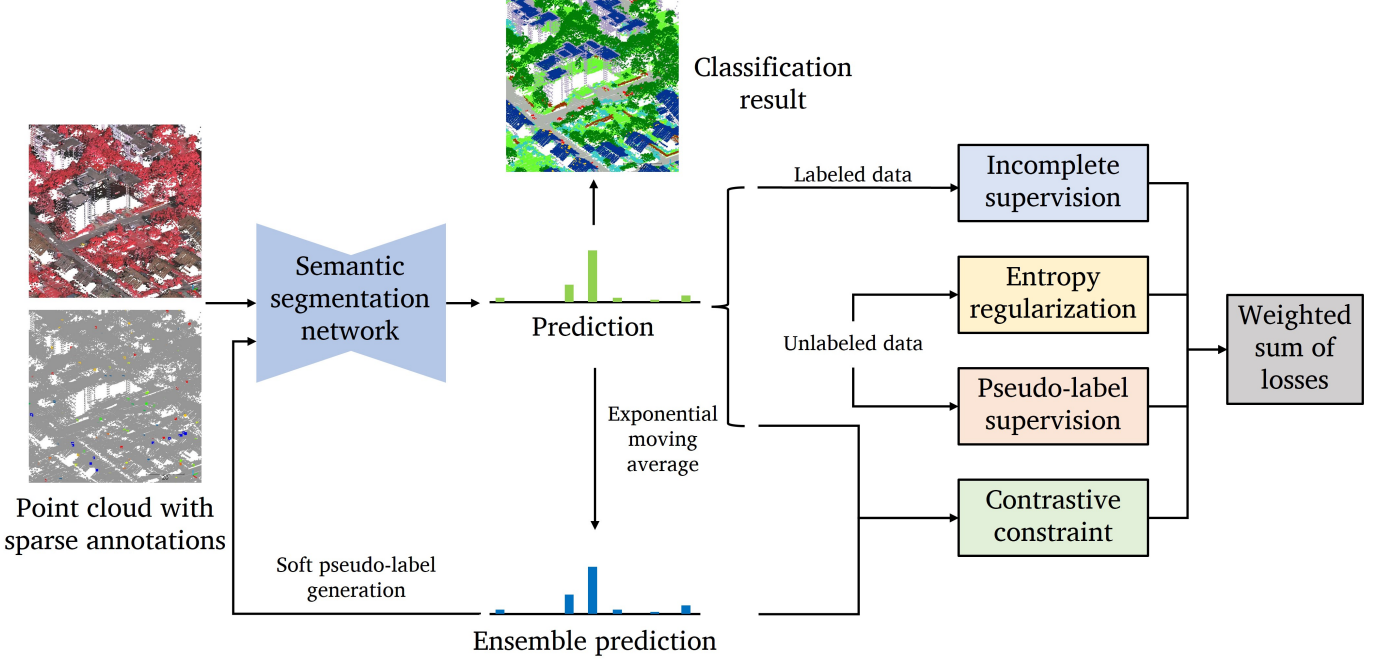 Classification
result
Point cloud with
sparse annotations
Semantic
segmentation
network
Prediction
Exponential
moving
average
Soft pseudo-label
generation
Ensemble prediction
Labeled data
Unlabeled data
Incomplete
supervision
Entropy
regularization
Pseudo-label
supervision
Contrastive
constraint
Weighted
sum of
losses